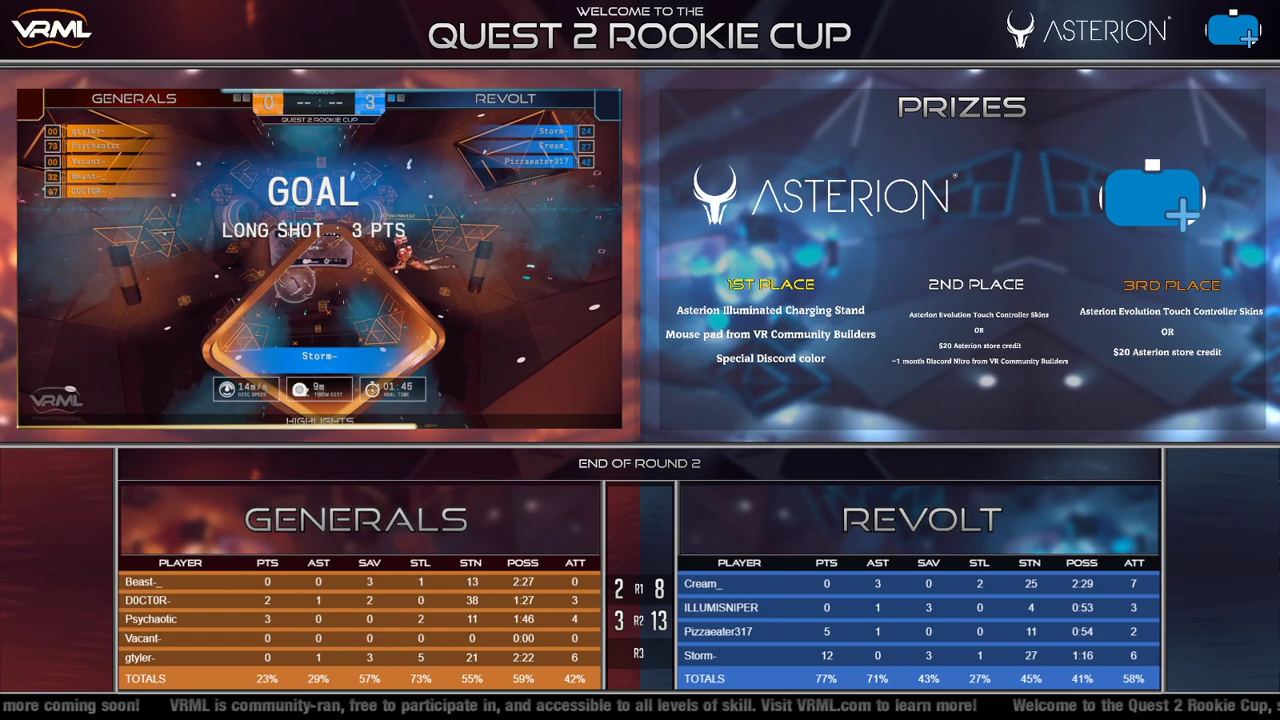 VRML
WELCOME TO THE
QUEST 2 ROOKIE CUP
ASTERION
GENERALS
0
-- : --
3
REVOLT
QUEST 2 ROOKIE CUP
00 gtyler-
73 Psychaotic
00 Vacant-
32 Beast-_
97 D0CT0R-
Storm- 24
Cream_ 27
Pizzaeater317 42
GOAL
LONG SHOT : 3 PTS
Storm-
14m/s
DISC SPEED
9m
THROW DIST
01:45
GOAL TIME
VRML
HIGHLIGHTS
PRIZES
ASTERION
1ST PLACE
Asterion Illuminated Charging Stand
Mouse pad from VR Community Builders
Special Discord color
2ND PLACE
Asterion Evolution Touch Controller Skins
OR
$20 Asterion store credit
~1 month Discord Nitro from VR Community Builders
3RD PLACE
Asterion Evolution Touch Controller Skins
OR
$20 Asterion store credit
END OF ROUND 2
GENERALS
PLAYER PTS AST SAV STL STN POSS ATT
Beast-_ 0 0 3 1 13 2:27 0
D0CT0R- 2 1 2 0 38 1:27 3
Psychaotic 3 0 0 2 11 1:46 4
Vacant- 0 0 0 0 0 0:00 0
gtyler- 0 1 3 5 21 2:22 6
TOTALS 23% 29% 57% 73% 55% 59% 42%
2 R1 8
3 R2 13
R3
REVOLT
PLAYER PTS AST SAV STL STN POSS ATT
Cream_ 0 3 0 2 25 2:29 7
ILLUMISNIPER 0 1 3 0 4 0:53 3
Pizzaeater317 5 1 0 0 11 0:54 2
Storm- 12 0 3 1 27 1:16 6
TOTALS 77% 71% 43% 27% 45% 41% 58%
more coming soon! VRML is community-ran, free to participate in, and accessible to all levels of skill. Visit VRML.com to learn more! Welcome to the Quest 2 Rookie Cup,